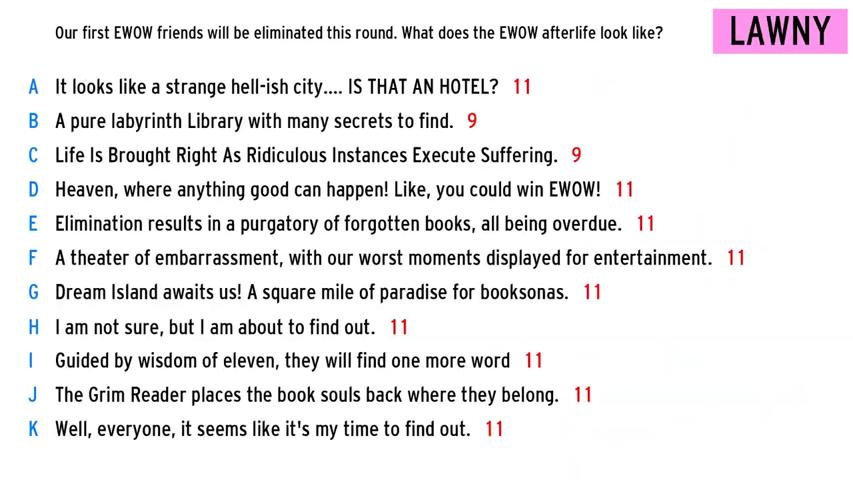 Our first EWOW friends will be eliminated this round. What does the EWOW afterlife look like?
LAWNY
A It looks like a strange hell-ish city.... IS THAT AN HOTEL? 11
B A pure labyrinth Library with many secrets to find. 9
C Life Is Brought Right As Ridiculous Instances Execute Suffering. 9
D Heaven, where anything good can happen! Like, you could win EWOW! 11
E Elimination results in a purgatory of forgotten books, all being overdue. 11
F A theater of embarrassment, with our worst moments displayed for entertainment. 11
G Dream Island awaits us! A square mile of paradise for booksonas. 11
H I am not sure, but I am about to find out. 11
I Guided by wisdom of eleven, they will find one more word 11
J The Grim Reader places the book souls back where they belong. 11
K Well, everyone, it seems like it's my time to find out. 11